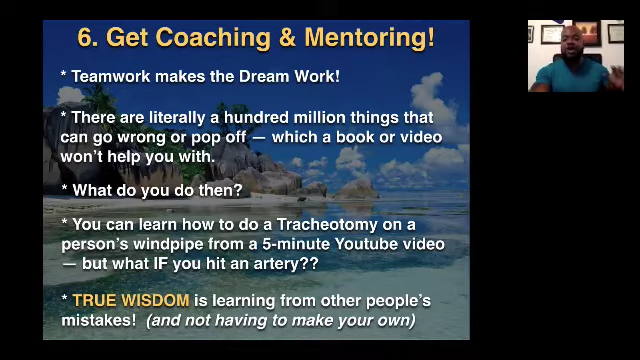 6. Get Coaching & Mentoring!
* Teamwork makes the Dream Work!
* There are literally a hundred million things that
can go wrong or pop off — which a book or video
won't help you with.
* What do you do then?
* You can learn how to do a Tracheotomy on a
person's windpipe from a 5-minute Youtube video
— but what IF you hit an artery??
* TRUE WISDOM is learning from other people's
mistakes! (and not having to make your own)